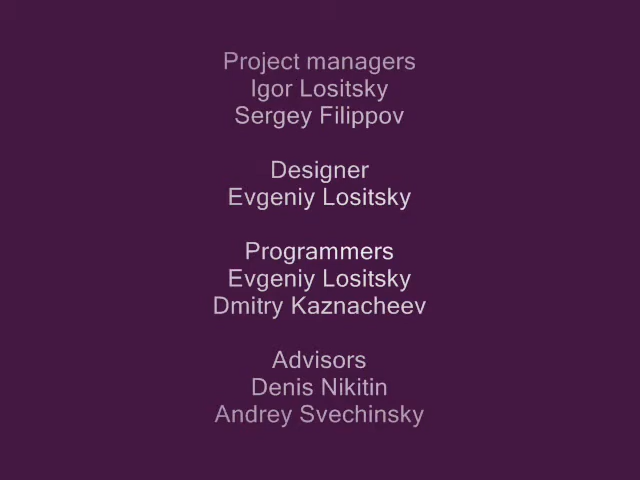 Project managers
Igor Lositsky
Sergey Filippov
Designer
Evgeniy Lositsky
Programmers
Evgeniy Lositsky
Dmitry Kaznacheev
Advisors
Denis Nikitin
Andrey Svechinsky